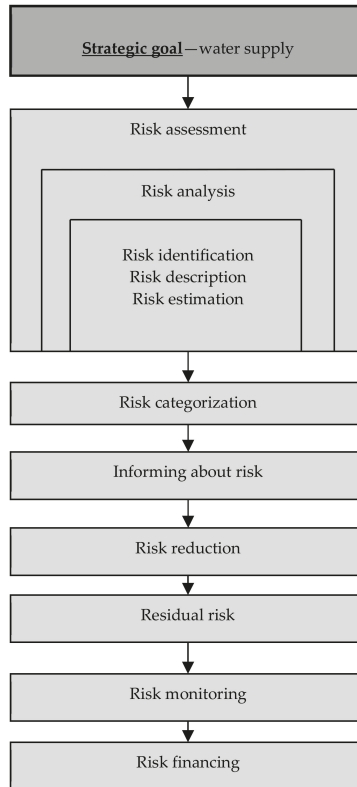 Strategic goal—water supply
Risk assessment
Risk analysis
Risk identification
Risk description
Risk estimation
Risk categorization
Informing about risk
Risk reduction
Residual risk
Risk monitoring
Risk financing